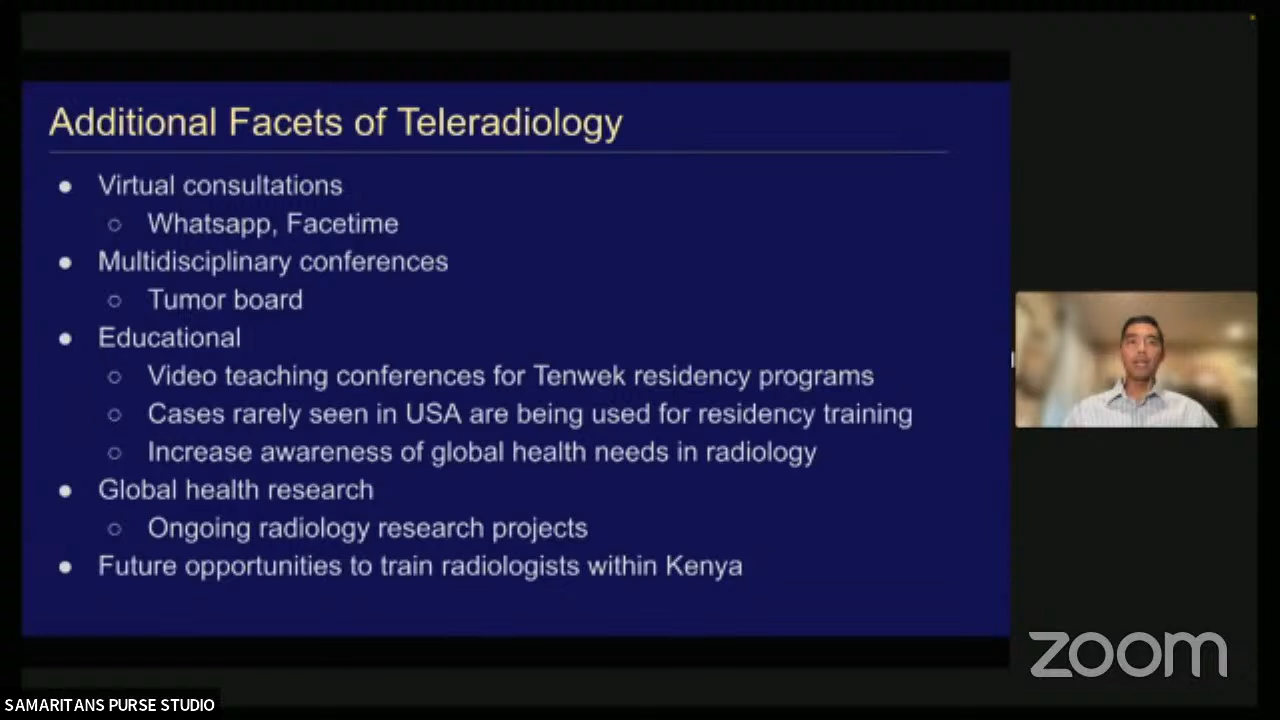 Additional Facets of Teleradiology
● Virtual consultations
○ Whatsapp, Facetime
● Multidisciplinary conferences
○ Tumor board
● Educational
○ Video teaching conferences for Tenwek residency programs
○ Cases rarely seen in USA are being used for residency training
○ Increase awareness of global health needs in radiology
● Global health research
○ Ongoing radiology research projects
● Future opportunities to train radiologists within Kenya
zoom
SAMARITANS PURSE STUDIO